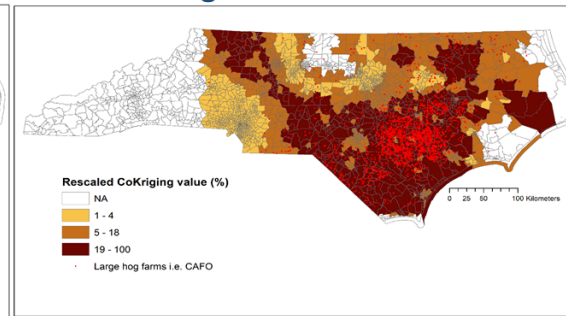 Rescaled CoKriging value (%)
NA
1 - 4
5 - 18
19 - 100
Large hog farms i.e. CAFO
0 25 50 100 Kilometers